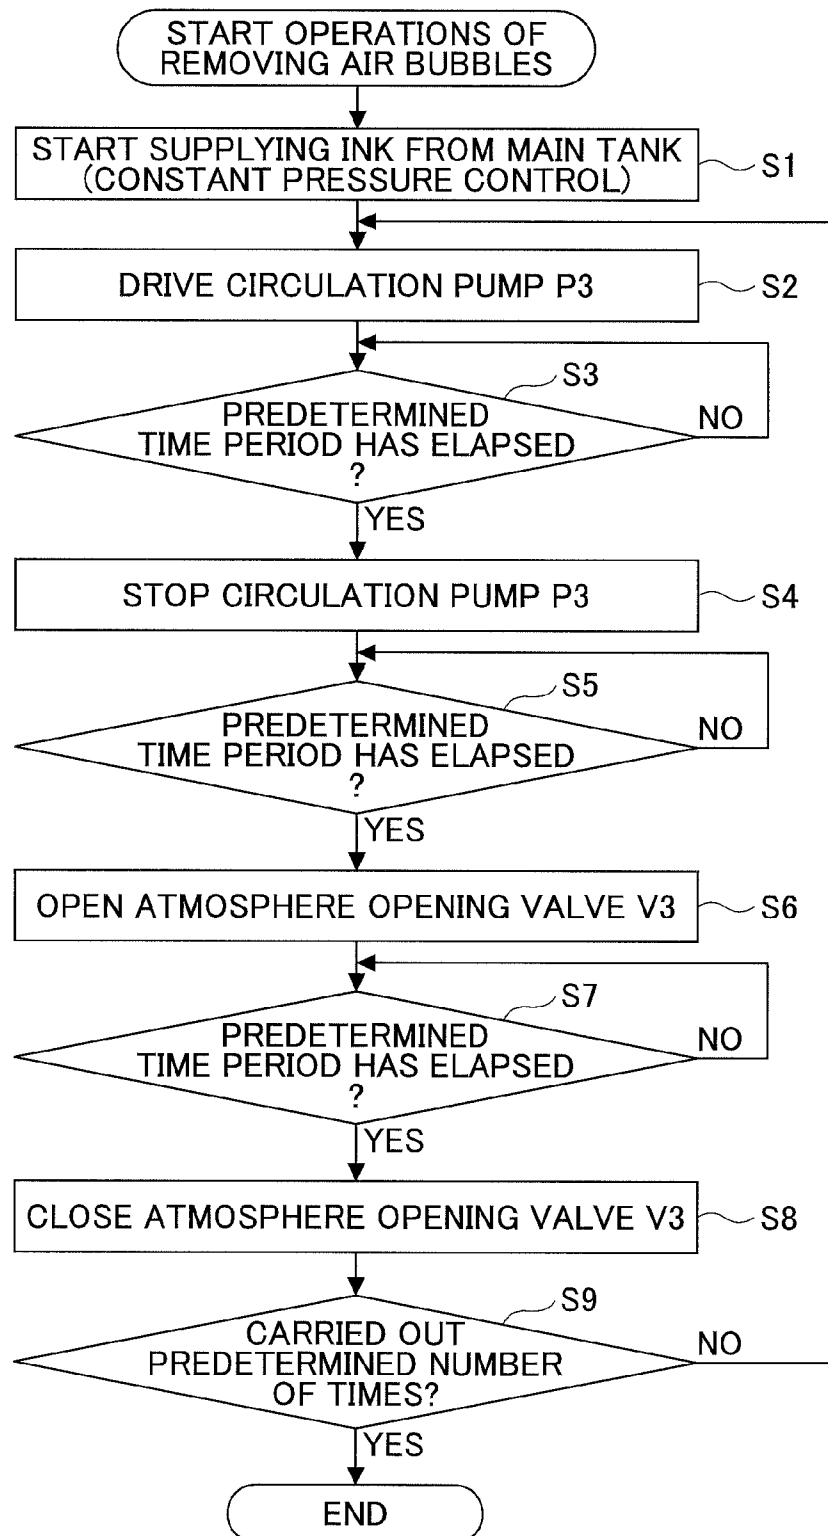 START OPERATIONS OF
REMOVING AIR BUBBLES
START SUPPLYING INK FROM MAIN TANK
(CONSTANT PRESSURE CONTROL)
S1
DRIVE CIRCULATION PUMP P3
S2
S3
PREDETERMINED
TIME PERIOD HAS ELAPSED
?
NO
YES
STOP CIRCULATION PUMP P3
S4
S5
PREDETERMINED
TIME PERIOD HAS ELAPSED
?
NO
YES
OPEN ATMOSPHERE OPENING VALVE V3
S6
S7
PREDETERMINED
TIME PERIOD HAS ELAPSED
?
NO
YES
CLOSE ATMOSPHERE OPENING VALVE V3
S8
S9
CARRIED OUT
PREDETERMINED NUMBER
OF TIMES?
NO
YES
END